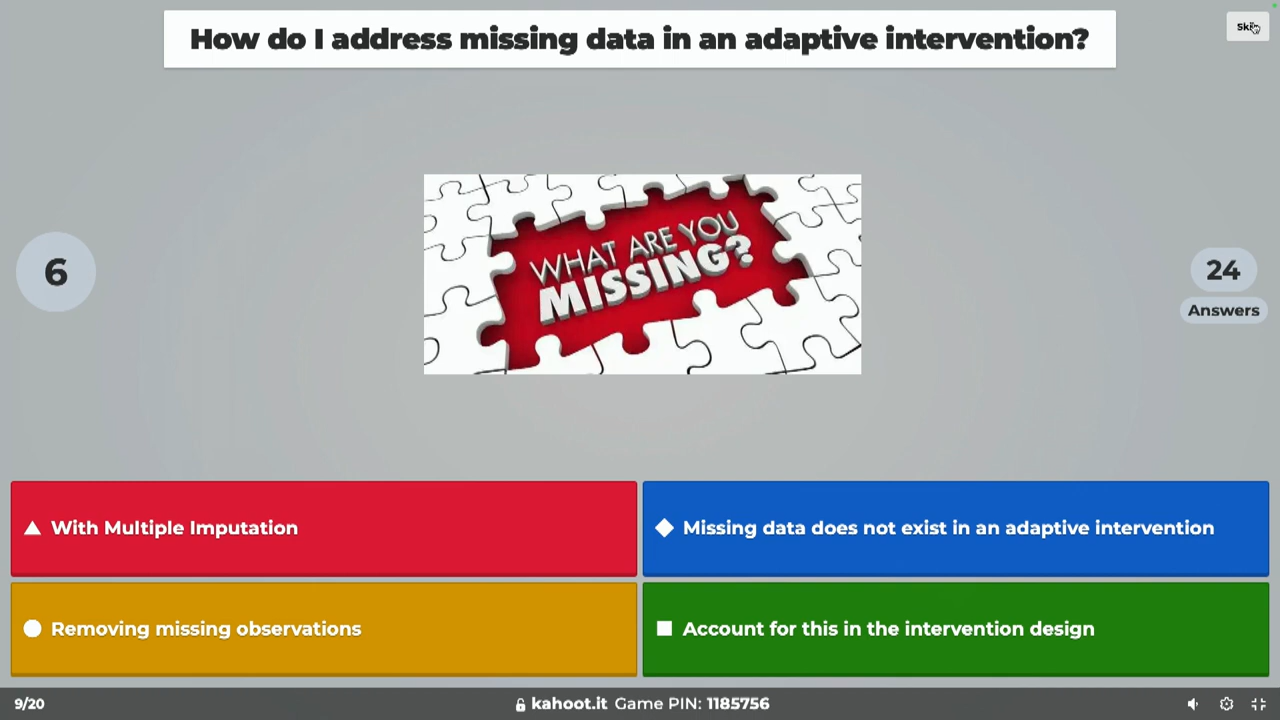 How do I address missing data in an adaptive intervention?
Skip
WHAT ARE YOU
MISSING?
6
24
Answers
With Multiple Imputation
Missing data does not exist in an adaptive intervention
Removing missing observations
Account for this in the intervention design
9/20
kahoot.it Game PIN: 1185756